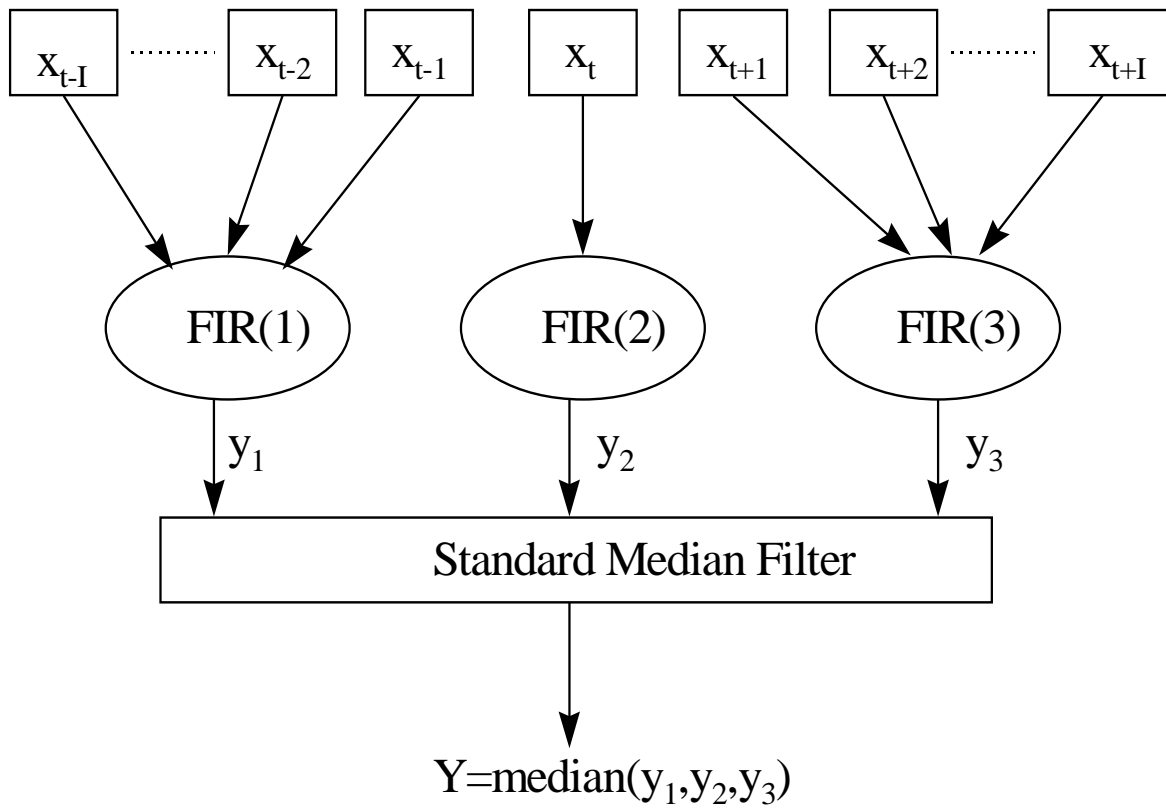 x_{t-I} ........ x_{t-2} x_{t-1} x_t x_{t+1} x_{t+2} ........ x_{t+I}
FIR(1) FIR(2) FIR(3)
y_1 y_2 y_3
Standard Median Filter
Y=median(y_1,y_2,y_3)